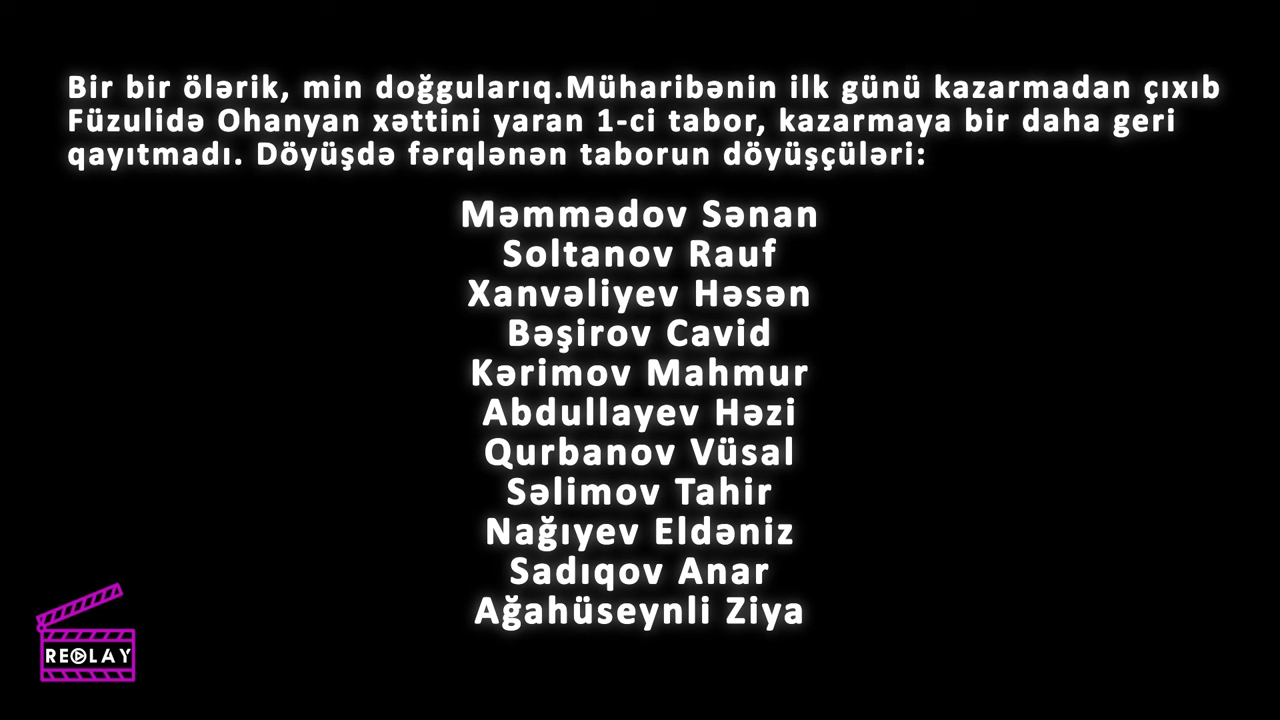 Bir bir ölərik, min doğgularıq.Müharibənin ilk günü kazarmadan çıxıb
Füzulidə Ohanyan xəttini yaran 1-ci tabor, kazarmaya bir daha geri
qayıtmadı. Döyüşdə fərqlənən taborun döyüşçüləri:
Məmmədov Sənan
Soltanov Rauf
Xanvəliyev Həsən
Bəşirov Cavid
Kərimov Mahmur
Abdullayev Həzi
Qurbanov Vüsal
Səlimov Tahir
Nağıyev Eldəniz
Sadıqov Anar
Ağahüseynli Ziya
REPLAY